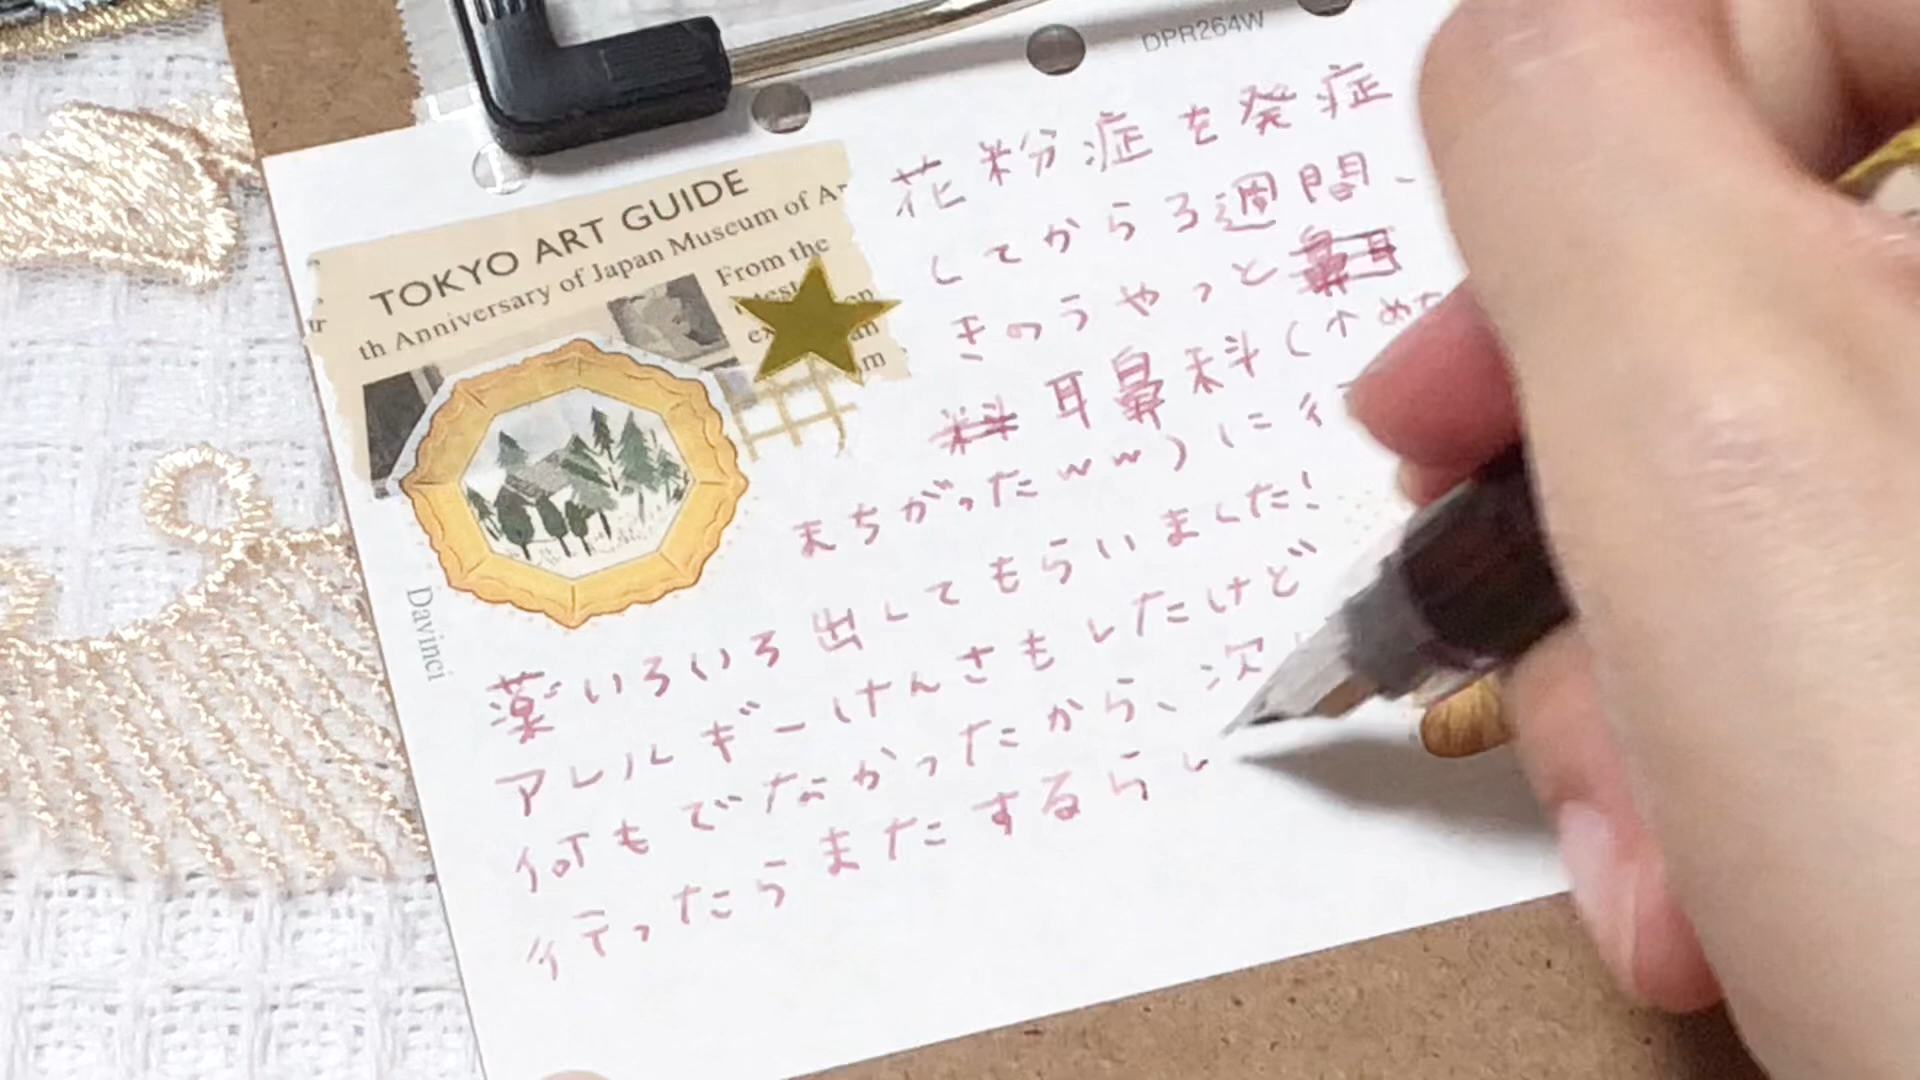 DPR264W
TOKYO ART GUIDE
th Anniversary of Japan Museum of Ar
From the
Davinci
花粉症を発症
してから3週間、
きのうやっと
耳鼻科(↑めた
まちがったww)に行
薬いろいろ出してもらいました!
アレルギーけんさもしたけど
何もでなかったから、次
行ったらまたするらし